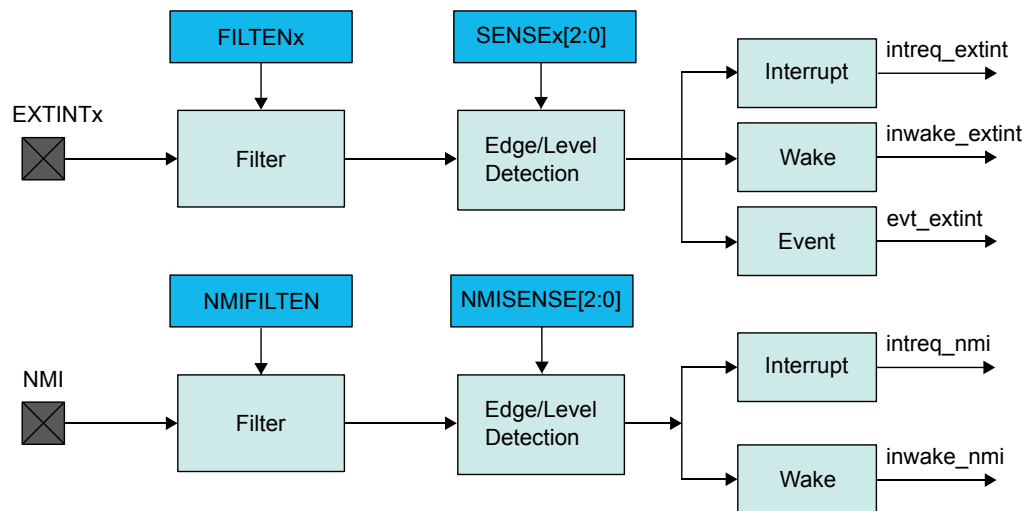 FILTENx
SENSEx[2:0]
intreq_extint
Interrupt
EXTINTx
Filter
Edge/Level
Detection
inwake_extint
Wake
evt_extint
Event
NMIFILTEN
NMISENSE[2:0]
intreq_nmi
Interrupt
NMI
Filter
Edge/Level
Detection
inwake_nmi
Wake